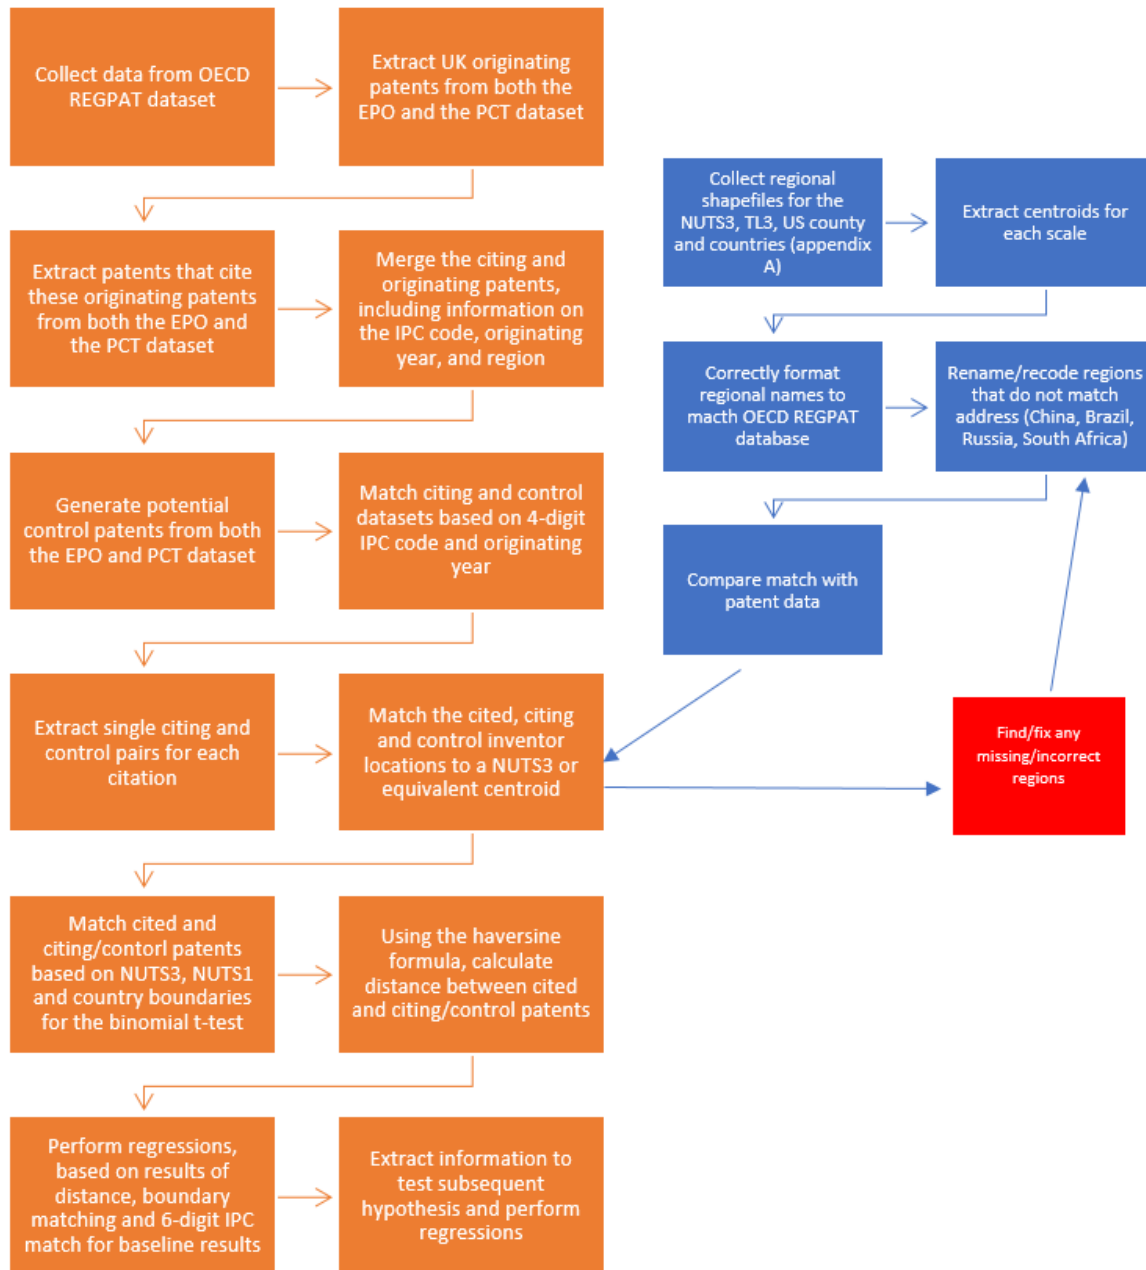 Collect data from OECD
REGPAT dataset
Extract UK originating
patents from both the
EPO and the PCT dataset
Extract patents that cite
these originating patents
from both the EPO and
the PCT dataset
Merge the citing and
originating patents,
including information on
the IPC code, originating
year, and region
Generate potential
control patents from both
the EPO and PCT dataset
Match citing and control
datasets based on 4-digit
IPC code and originating
year
Extract single citing and
control pairs for each
citation
Match the cited, citing
and control inventor
locations to a NUTS3 or
equivalent centroid
Match cited and
citing/contorl patents
based on NUTS3, NUTS1
and country boundaries
for the binomial t-test
Using the haversine
formula, calculate
distance between cited
and citing/control patents
Perform regressions,
based on results of
distance, boundary
matching and 6-digit IPC
match for baseline results
Extract information to
test subsequent
hypothesis and perform
regressions
Collect regional
shapefiles for the
NUTS3, TL3, US county
and countries (appendix
A)
Extract centroids for
each scale
Correctly format
regional names to
macth OECD REGPAT
database
Rename/recode regions
that do not match
address (China, Brazil,
Russia, South Africa)
Compare match with
patent data
Find/fix any
missing/incorrect
regions